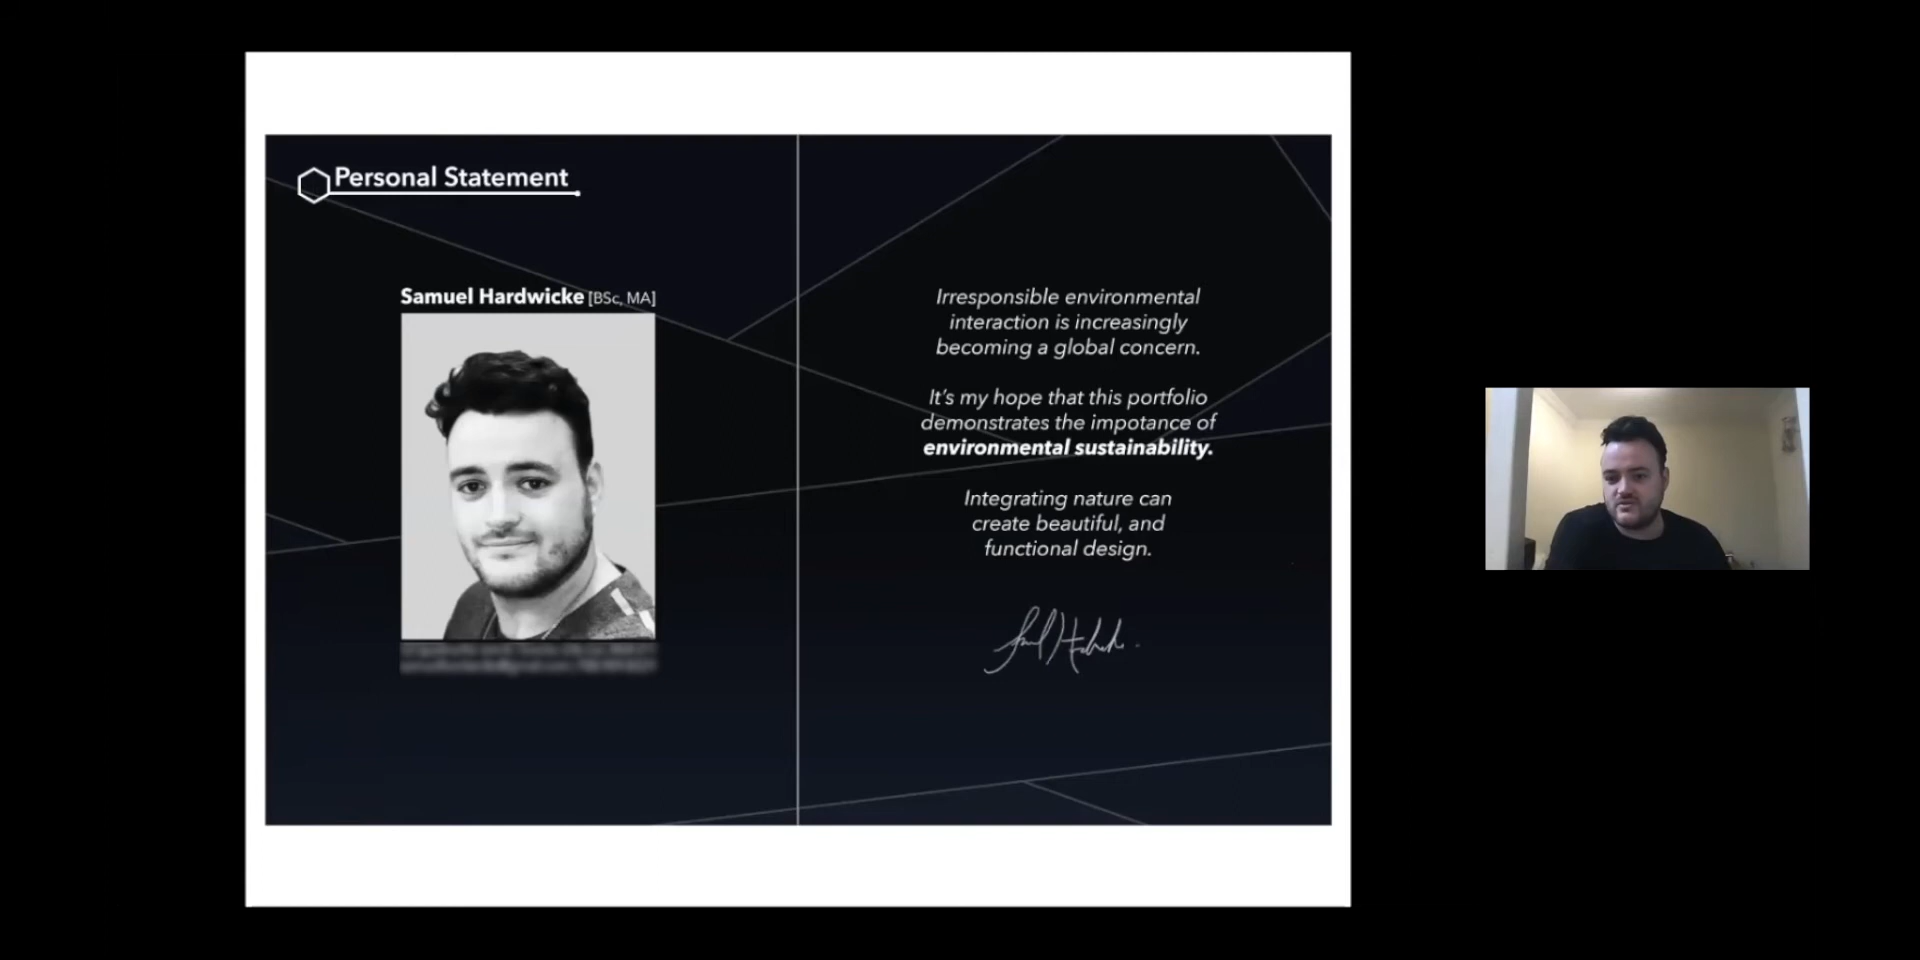 Personal Statement
Samuel Hardwicke [BSc, MA]
Irresponsible environmental
interaction is increasingly
becoming a global concern.
It's my hope that this portfolio
demonstrates the impotance of
environmental sustainability.
Integrating nature can
create beautiful, and
functional design.